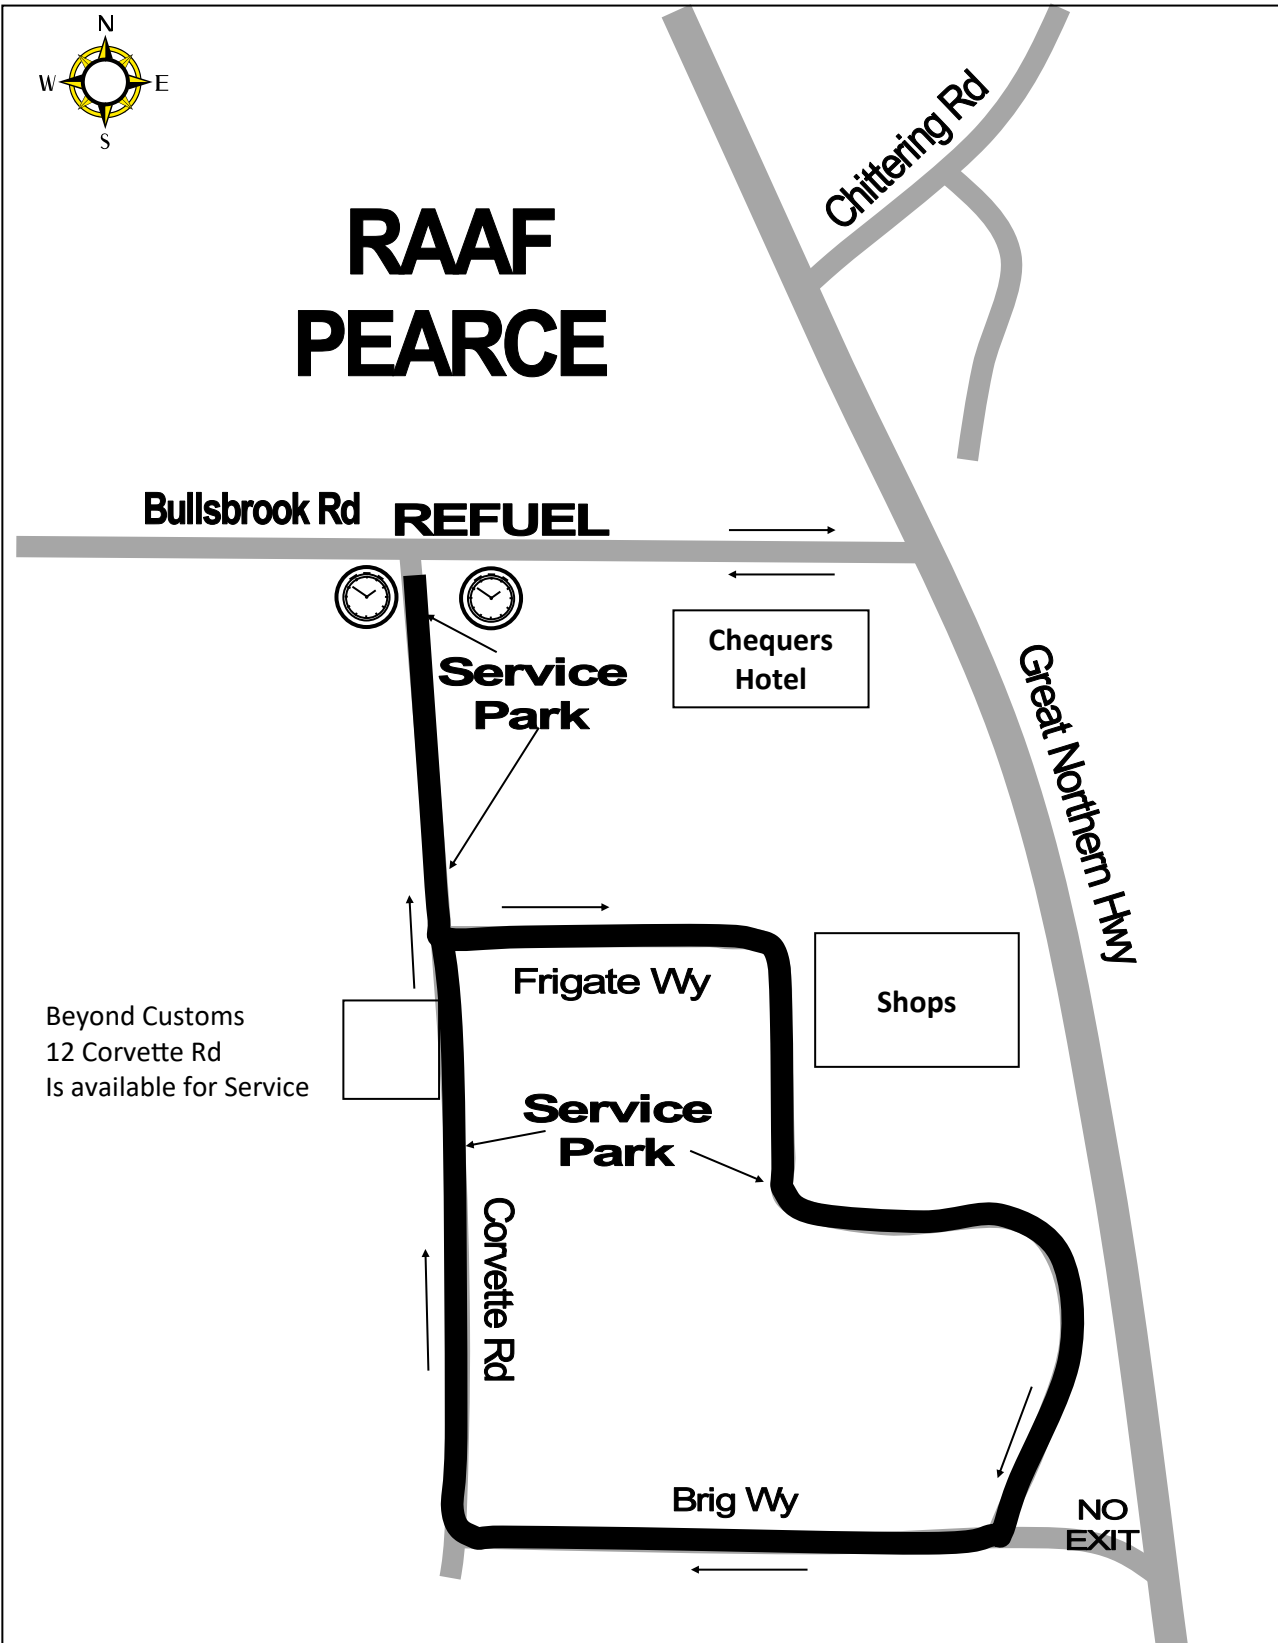 N
W E
S
Chittering Rd
RAAF
PEARCE
Bullsbrook Rd
REFUEL
Chequers
Hotel
Service
Park
Great Northern Hwy
Frigate Wy
Shops
Beyond Customs
12 Corvette Rd
Is available for Service
Service
Park
Corvette Rd
Brig Wy
NO
EXIT